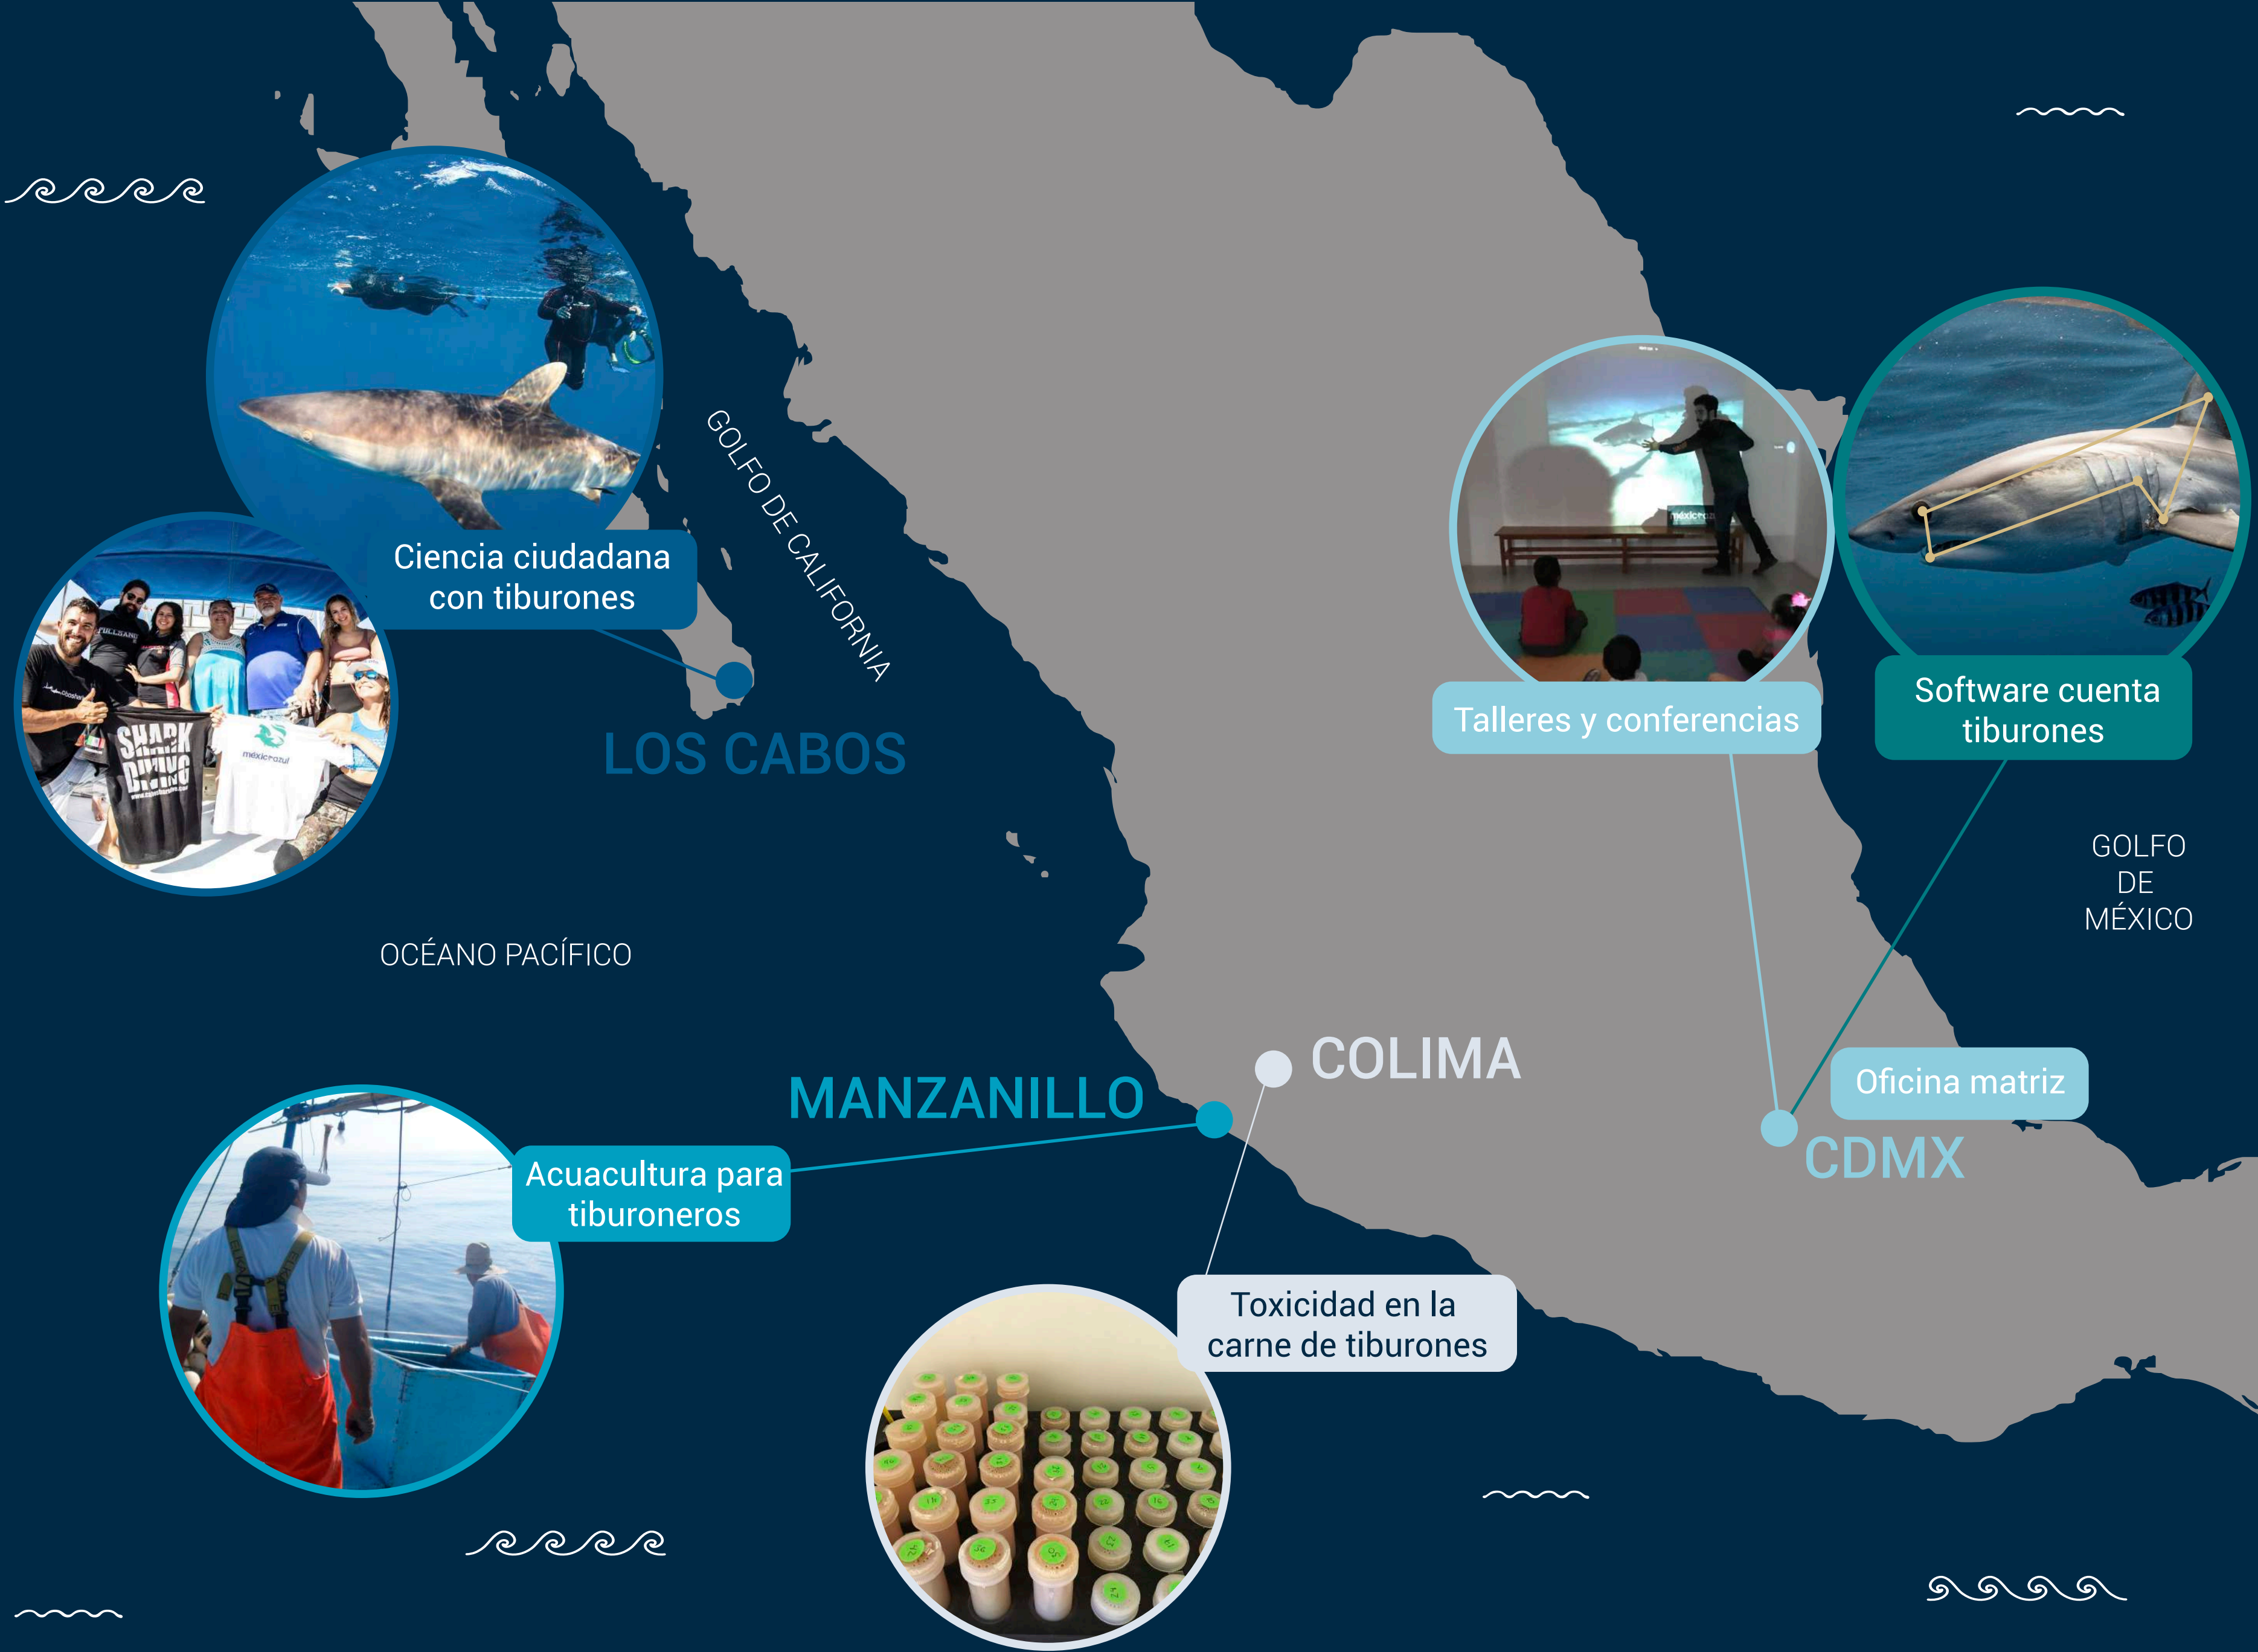 Ciencia ciudadana
con tiburones
GOLFO DE CALIFORNIA
LOS CABOS
SHARK
DIVING
méxicoazul
OCÉANO PACÍFICO
méxicoazul
Talleres y conferencias
Software cuenta
tiburones
GOLFO
DE
MÉXICO
COLIMA
MANZANILLO
Oficina matriz
CDMX
Acuacultura para
tiburoneros
Toxicidad en la
carne de tiburones